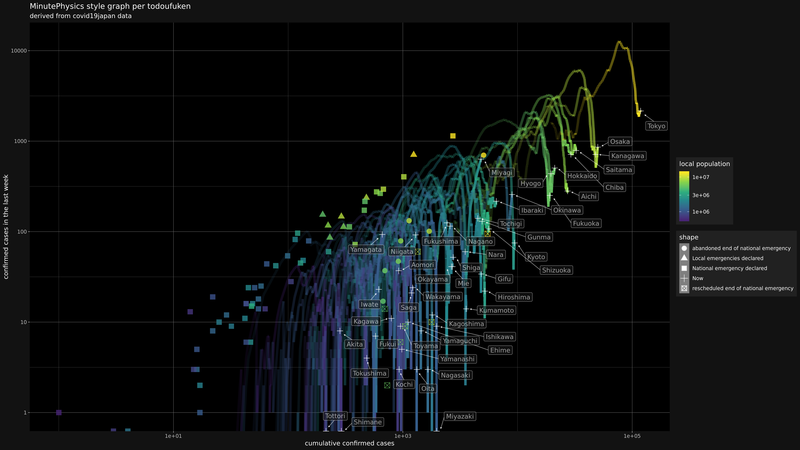 MinutePhysics style graph per todoufuken
derived from covid19japan data
confirmed cases in the last week
10000
1000
100
10
1
1e+01
1e+03
1e+05
cumulative confirmed cases
Tokyo
Osaka
Kanagawa
Saitama
Chiba
Hokkaido
Aichi
Miyagi
Hyogo
Ibaraki
Okinawa
Fukuoka
Tochigi
Gunma
Yamagata
Niigata
Fukushima
Nagano
Nara
Kyoto
Aomori
Shiga
Shizuoka
Okayama
Mie
Gifu
Wakayama
Hiroshima
Iwate
Saga
Kumamoto
Kagawa
Kagoshima
Ishikawa
Akita
Fukui
Toyama
Yamaguchi
Ehime
Yamanashi
Tokushima
Nagasaki
Kochi
Oita
Tottori
Shimane
Miyazaki
local population
1e+07
3e+06
1e+06
shape
abandoned end of national emergency
Local emergencies declared
National emergency declared
Now
rescheduled end of national emergency